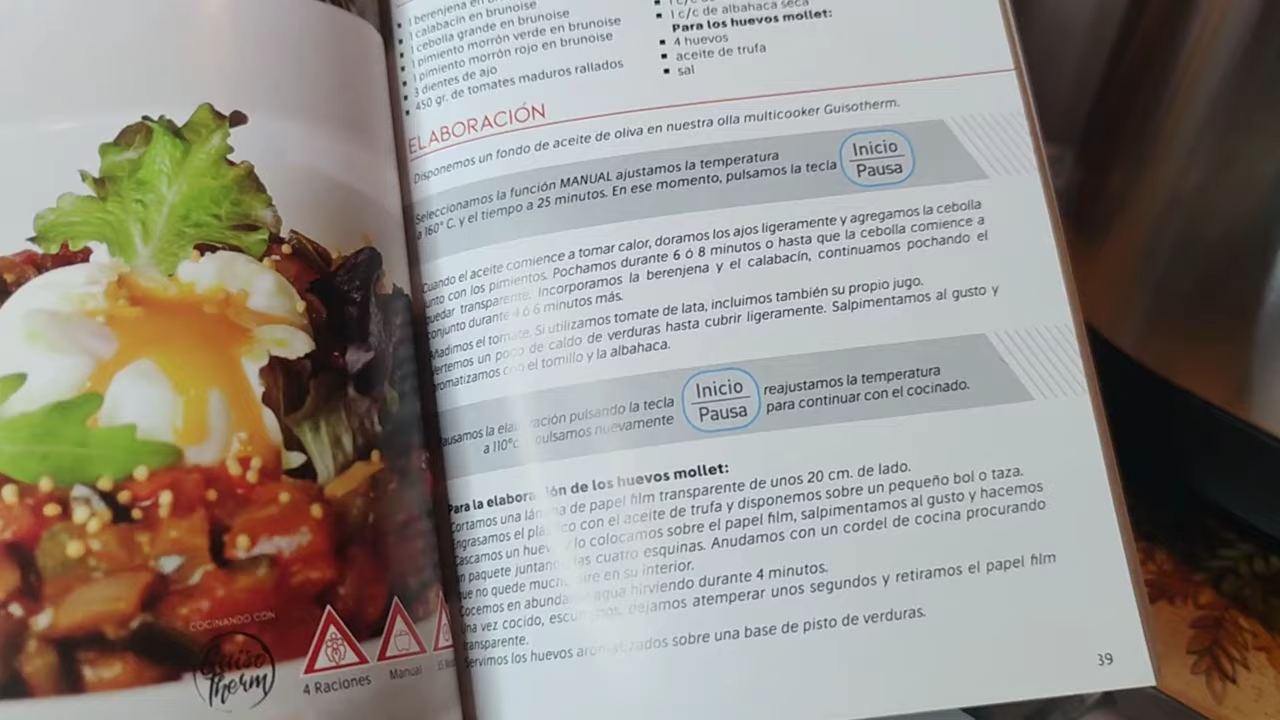 1 berenjena en
1 calabacín en brunoise
1 cebolla grande en brunoise
1 pimiento morrón verde en brunoise
1 pimiento morrón rojo en brunoise
3 dientes de ajo
450 gr. de tomates maduros rallados
1 c/c de albahaca seca
Para los huevos mollet:
4 huevos
aceite de trufa
sal
ELABORACIÓN
Disponemos un fondo de aceite de oliva en nuestra olla multicooker Guisotherm.
Seleccionamos la función MANUAL ajustamos la temperatura
a 160° C. y el tiempo a 25 minutos. En ese momento, pulsamos la tecla
Inicio
Pausa
Cuando el aceite comience a tomar calor, doramos los ajos ligeramente y agregamos la cebolla
junto con los pimientos. Pochamos durante 6 ó 8 minutos o hasta que la cebolla comience a
quedar transparente. Incorporamos la berenjena y el calabacín, continuamos pochando el
conjunto durante 4 ó 6 minutos más.
Añadimos el tomate. Si utilizamos tomate de lata, incluimos también su propio jugo.
Vertemos un poco de caldo de verduras hasta cubrir ligeramente. Salpimentamos al gusto y
aromatizamos con el tomillo y la albahaca.
Pausamos la elaboración pulsando la tecla
a 110°c. pulsamos nuevamente
Inicio
Pausa
reajustamos la temperatura
para continuar con el cocinado.
Para la elaboración de los huevos mollet:
Cortamos una lámina de papel film transparente de unos 20 cm. de lado.
Engrasamos el plástico con el aceite de trufa y disponemos sobre un pequeño bol o taza.
Cascamos un huevo y lo colocamos sobre el papel film, salpimentamos al gusto y hacemos
un paquete juntando las cuatro esquinas. Anudamos con un cordel de cocina procurando
que no quede mucho aire en su interior.
Cocemos en abundante agua hirviendo durante 4 minutos.
Una vez cocido, escurrimos, dejamos atemperar unos segundos y retiramos el papel film
transparente.
Servimos los huevos aromatizados sobre una base de pisto de verduras.
COCINANDO CON
Guiso
Therm
4 Raciones
Manual
39